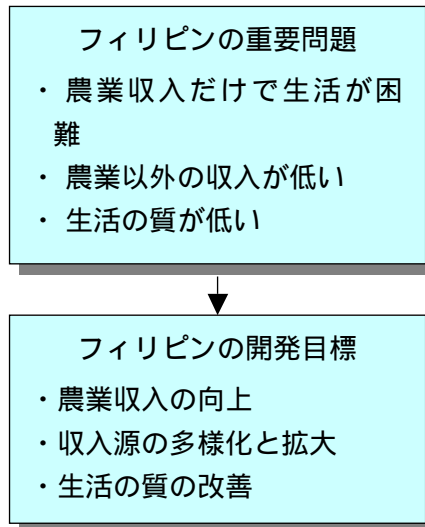 フィリピンの重要問題
・ 農業収入だけで生活が困
難
・ 農業以外の収入が低い
・ 生活の質が低い
フィリピンの開発目標
・農業収入の向上
・収入源の多様化と拡大
・生活の質の改善